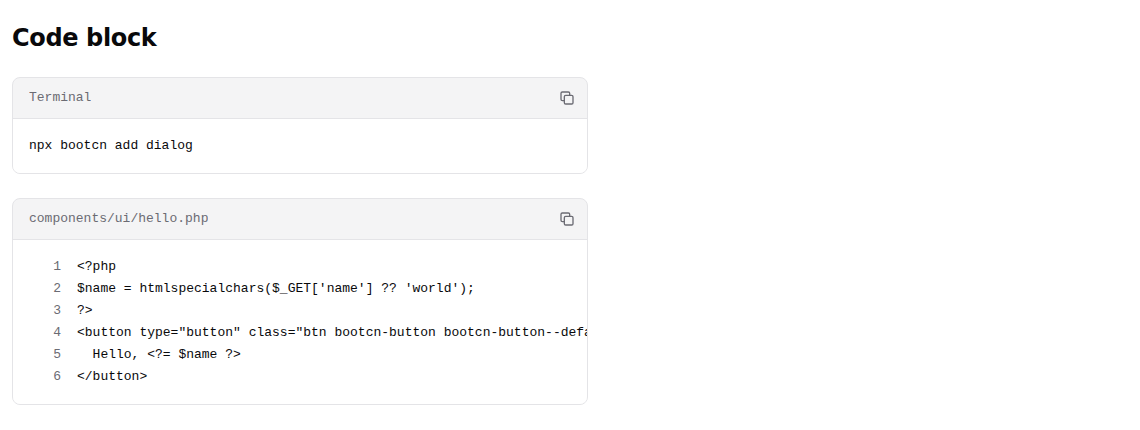 Code block
Terminal
npx bootcn add dialog
components/ui/hello.php
1 <?php
2 $name = htmlspecialchars($_GET['name'] ?? 'world');
3 ?>
4 <button type="button" class="btn bootcn-button bootcn-button--defa
5   Hello, <?= $name ?>
6 </button>